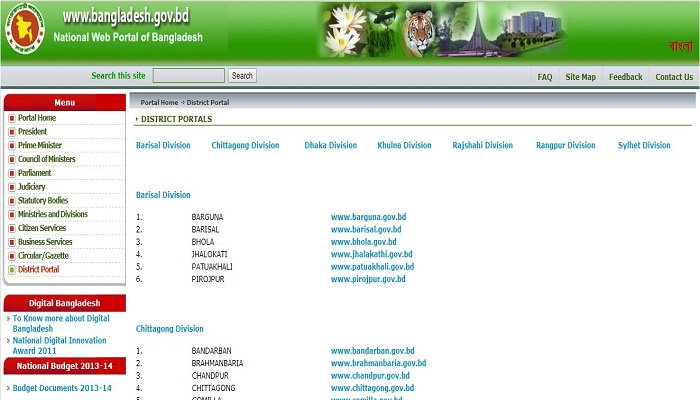 www.bangladesh.gov.bd
National Web Portal of Bangladesh
বাংলা
Search this site Search
FAQ Site Map Feedback Contact Us
Menu
Portal Home
President
Prime Minister
Council of Ministers
Parliament
Judiciary
Statutory Bodies
Ministries and Divisions
Citizen Services
Business Services
Circular/Gazette
District Portal
Digital Bangladesh
To Know more about Digital
Bangladesh
National Digital Innovation
Award 2011
National Budget 2013-14
Budget Documents 2013-14
Portal Home → District Portal
DISTRICT PORTALS
Barisal Division Chittagong Division Dhaka Division Khulna Division Rajshahi Division Rangpur Division Sylhet Division
Barisal Division
1. BARGUNA www.barguna.gov.bd
2. BARISAL www.barisal.gov.bd
3. BHOLA www.bhola.gov.bd
4. JHALOKATI www.jhalakathi.gov.bd
5. PATUAKHALI www.patuakhali.gov.bd
6. PIROJPUR www.pirojpur.gov.bd
Chittagong Division
1. BANDARBAN www.bandarban.gov.bd
2. BRAHMANBARIA www.brahmanbaria.gov.bd
3. CHANDPUR www.chandpur.gov.bd
4. CHITTAGONG www.chittagong.gov.bd
5. COMILLA www.comilla.gov.bd